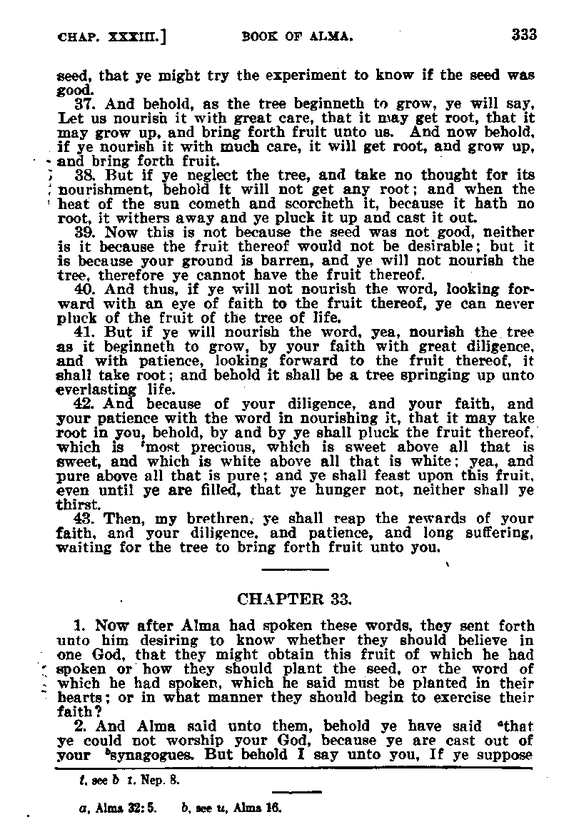 CHAP. XXXIII.] BOOK OF ALMA. 333
seed, that ye might try the experiment to know if the seed was
good.
37. And behold, as the tree beginneth to grow, ye will say,
Let us nourish it with great care, that it may get root, that it
may grow up, and bring forth fruit unto us. And now behold,
if ye nourish it with much care, it will get root, and grow up,
and bring forth fruit.
38. But if ye neglect the tree, and take no thought for its
nourishment, behold it will not get any root; and when the
heat of the sun cometh and scorcheth it, because it hath no
root, it withers away and ye pluck it up and cast it out.
39. Now this is not because the seed was not good, neither
is it because the fruit thereof would not be desirable; but it
is because your ground is barren, and ye will not nourish the
tree, therefore ye cannot have the fruit thereof.
40. And thus, if ye will not nourish the word, looking for-
ward with an eye of faith to the fruit thereof, ye can never
pluck of the fruit of the tree of life.
41. But if ye will nourish the word, yea, nourish the tree
as it beginneth to grow, by your faith with great diligence,
and with patience, looking forward to the fruit thereof, it
shall take root; and behold it shall be a tree springing up unto
everlasting life.
42. And because of your diligence, and your faith, and
your patience with the word in nourishing it, that it may take
root in you, behold, by and by ye shall pluck the fruit thereof,
which is tmost precious, which is sweet above all that is
sweet, and which is white above all that is white; yea, and
pure above all that is pure; and ye shall feast upon this fruit,
even until ye are filled, that ye hunger not, neither shall ye
thirst.
43. Then, my brethren, ye shall reap the rewards of your
faith, and your diligence, and patience, and long suffering,
waiting for the tree to bring forth fruit unto you.
CHAPTER 33.
1. Now after Alma had spoken these words, they sent forth
unto him desiring to know whether they should believe in
one God, that they might obtain this fruit of which he had
spoken or how they should plant the seed, or the word of
which he had spoken, which he said must be planted in their
hearts; or in what manner they should begin to exercise their
faith?
2. And Alma said unto them, behold ye have said athat
ye could not worship your God, because ye are cast out of
your bsynagogues. But behold I say unto you, If ye suppose
t, see b 1. Nep. 8.
a, Alma 32:5. b, see u, Alma 16.